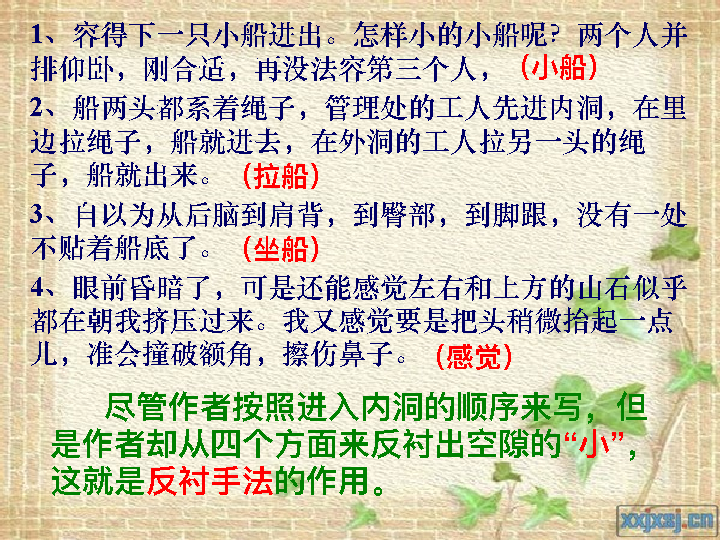 1、容得下一只小船进出。怎样小的小船呢？两个人并
排仰卧，刚合适，再没法容第三个人，（小船）
2、船两头都系着绳子，管理处的工人先进内洞，在里
边拉绳子，船就进去，在外洞的工人拉另一头的绳
子，船就出来。（拉船）
3、自以为从后脑到肩背，到臀部，到脚跟，没有一处
不贴着船底了。（坐船）
4、眼前昏暗了，可是还能感觉左右和上方的山石似乎
都在朝我挤压过来。我又感觉要是把头稍微抬起一点
儿，准会撞破额角，擦伤鼻子。（感觉）
尽管作者按照进入内洞的顺序来写，但
是作者却从四个方面来反衬出空隙的“小”，
这就是反衬手法的作用。
xxjxsj.cn